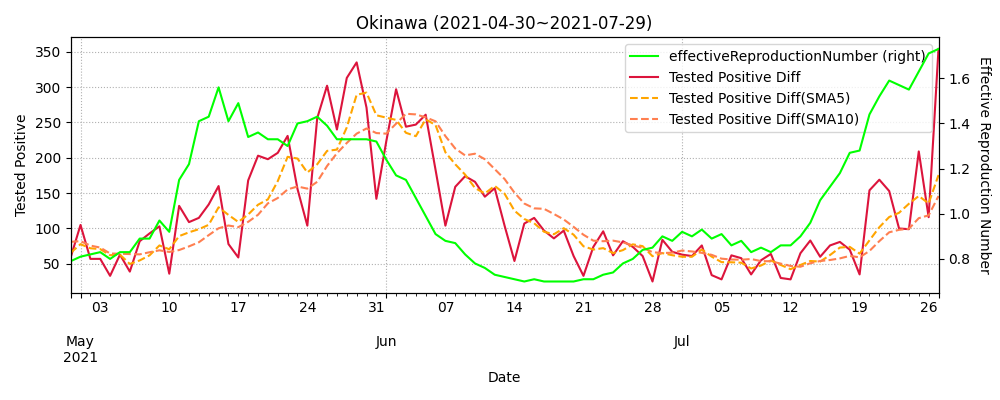 Okinawa (2021-04-30~2021-07-29)
effectiveReproductionNumber (right)
Tested Positive Diff
Tested Positive Diff(SMA5)
Tested Positive Diff(SMA10)
Tested Positive
350
300
250
200
150
100
50
1.6
1.4
1.2
1.0
0.8
Effective Reproduction Number
03 10 17 24 31 07 14 21 28 05 12 19 26
May Jun Jul
2021
Date